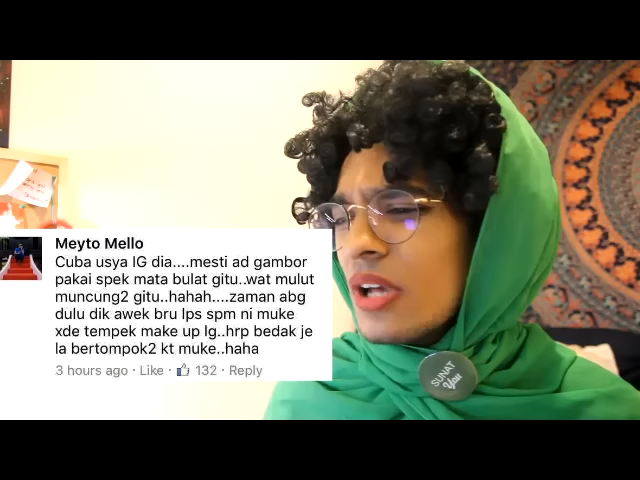 Meyto Mello
Cuba usya IG dia....mesti ad gambor
pakai spek mata bulat gitu..wat mulut
muncung2 gitu..hahah....zaman abg
dulu dik awek bru lps spm ni muke
xde tempek make up lg..hrp bedak je
la bertompok2 kt muke..haha
3 hours ago · Like · 132 · Reply
SUNAT
You